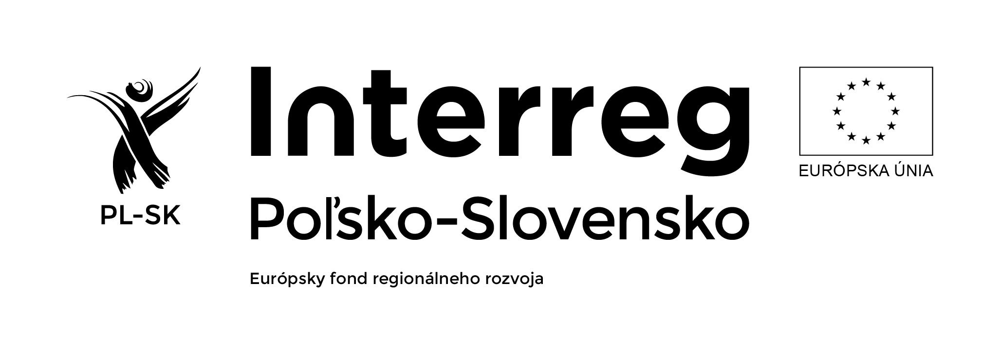 PL-SK
Interreg
Poľsko-Slovensko
Európsky fond regionálneho rozvoja
EURÓPSKA ÚNIA